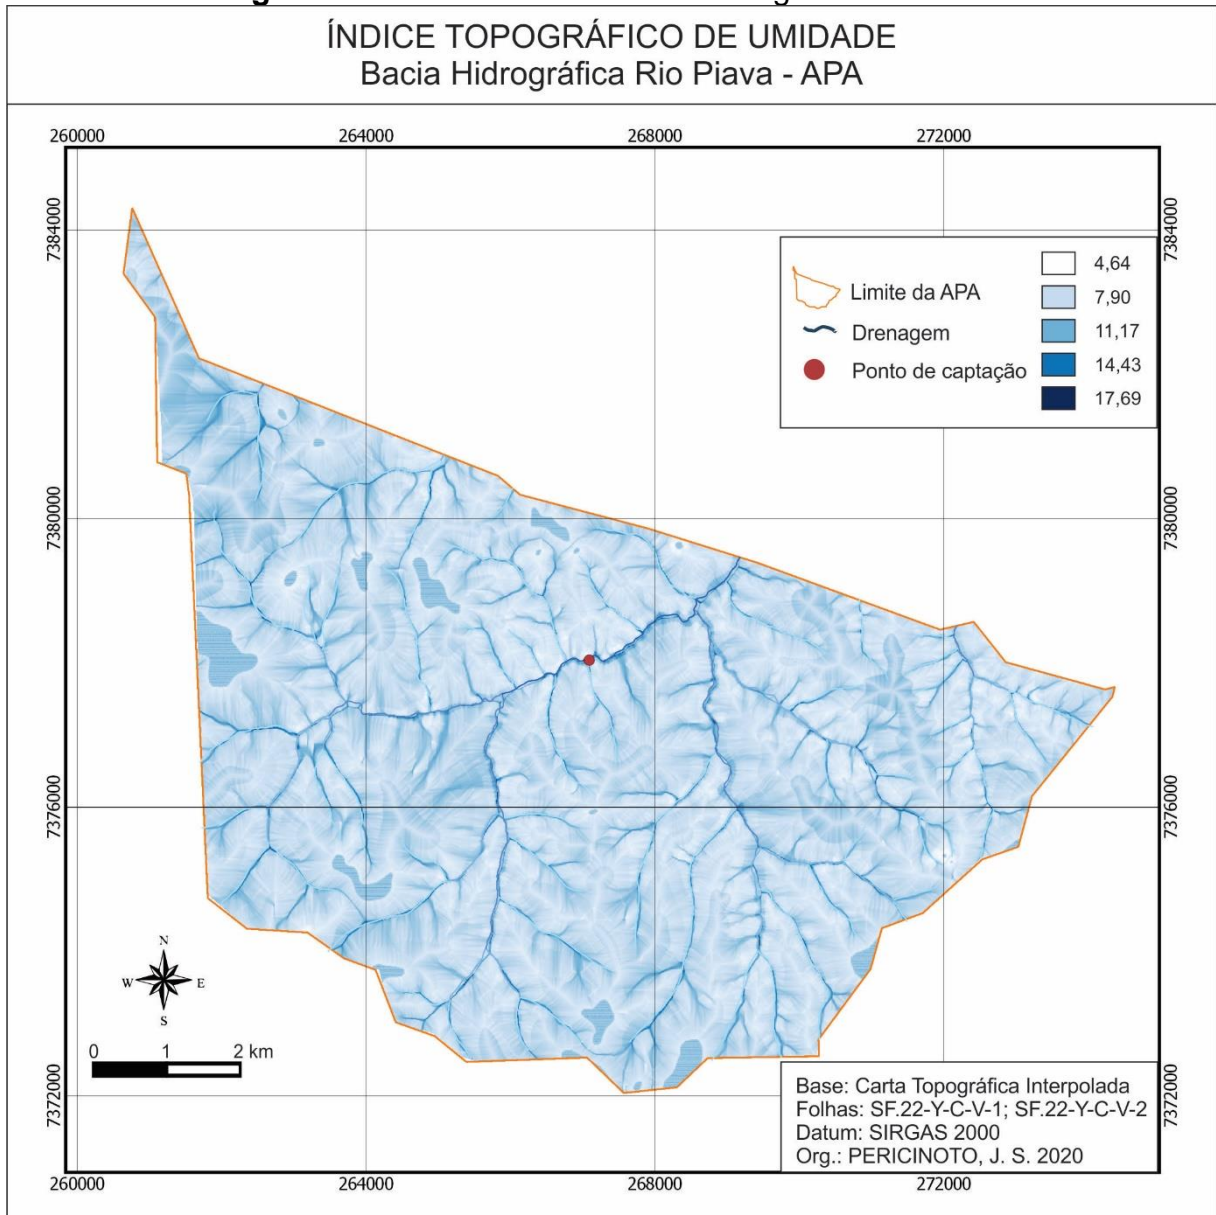 ÍNDICE TOPOGRÁFICO DE UMIDADE
Bacia Hidrográfica Rio Piava - APA
260000 264000 268000 272000
7384000 7384000
Limite da APA
Drenagem
Ponto de captação
4,64
7,90
11,17
14,43
17,69
7380000 7380000
7376000 7376000
N
W E
S
0 1 2 km
7372000 7372000
Base: Carta Topográfica Interpolada
Folhas: SF.22-Y-C-V-1; SF.22-Y-C-V-2
Datum: SIRGAS 2000
Org.: PERICINOTO, J. S. 2020
260000 264000 268000 272000